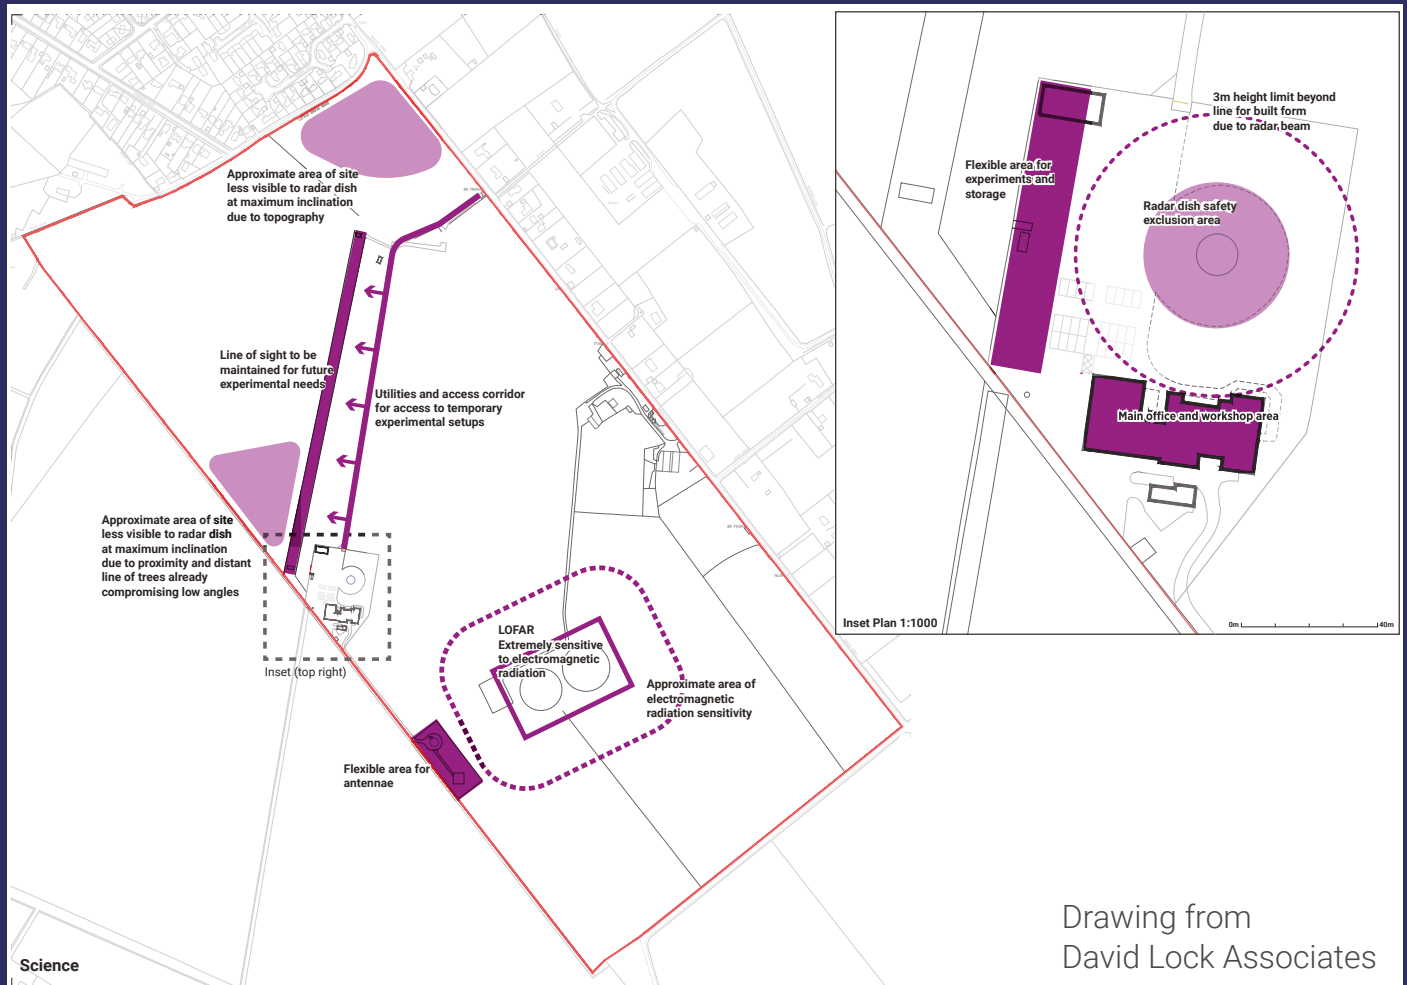 Approximate area of site
less visible to radar dish
at maximum inclination
due to topography
Line of sight to be
maintained for future
experimental needs
Utilities and access corridor
for access to temporary
experimental setups
Approximate area of site
less visible to radar dish
at maximum inclination
due to proximity and distant
line of trees already
compromising low angles
Inset (top right)
LOFAR
Extremely sensitive
to electromagnetic
radiation
Approximate area of
electromagnetic
radiation sensitivity
Flexible area for
antennae
Science
3m height limit beyond
line for built form
due to radar beam
Flexible area for
experiments and
storage
Radar dish safety
exclusion area
Main office and workshop area
Inset Plan 1:1000
0m
40m
Drawing from
David Lock Associates